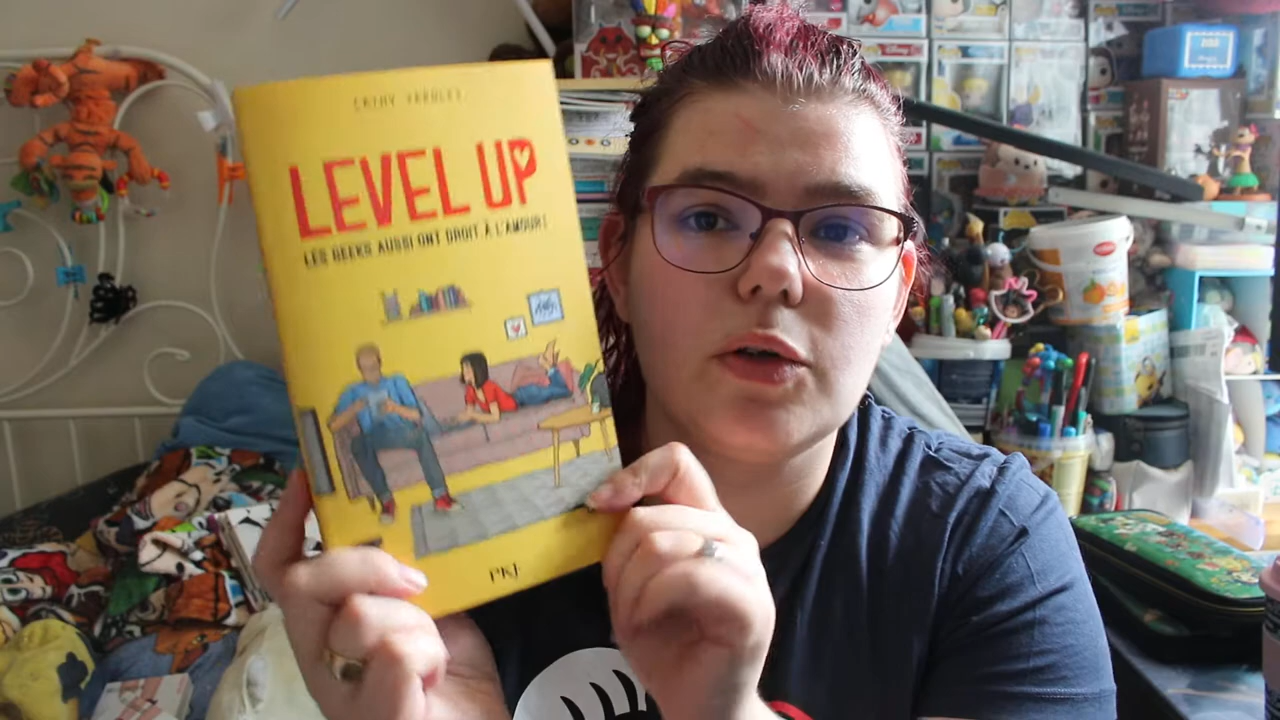 CATHY YARDLEY
LEVEL UP
LES GEEKS AUSSI ONT DROIT À L'AMOUR!
PKJ.